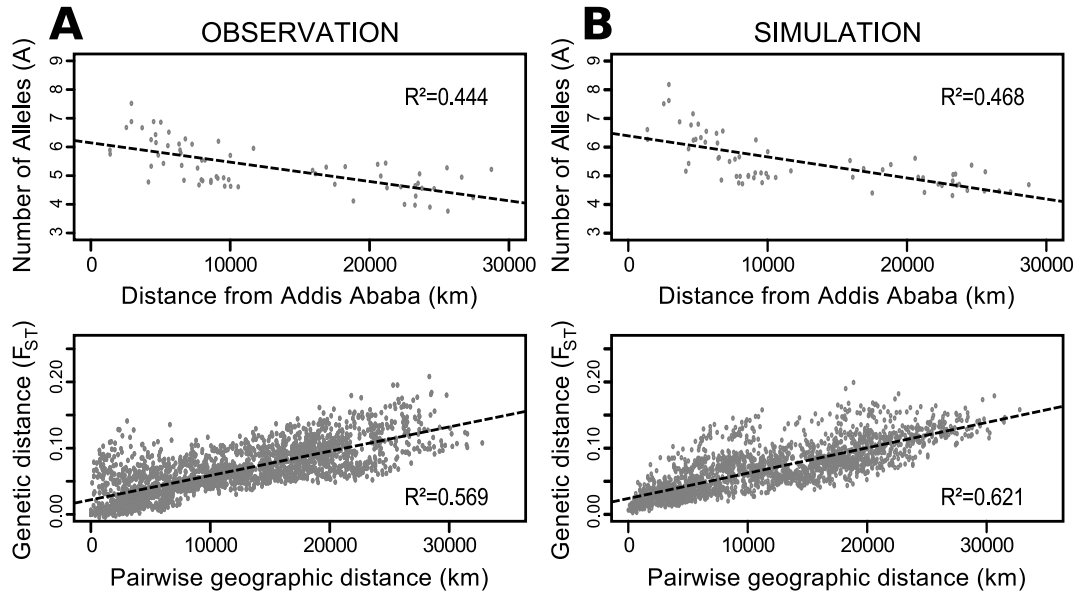 A
OBSERVATION
Number of Alleles (A)
9
8
7
6
5
4
3
R²=0.444
0 10000 20000 30000
Distance from Addis Ababa (km)
B
SIMULATION
Number of Alleles (A)
9
8
7
6
5
4
3
R²=0.468
0 10000 20000 30000
Distance from Addis Ababa (km)
Genetic distance (F_ST)
0.20
0.10
0.00
R²=0.569
0 10000 20000 30000
Pairwise geographic distance (km)
Genetic distance (F_ST)
0.20
0.10
0.00
R²=0.621
0 10000 20000 30000
Pairwise geographic distance (km)